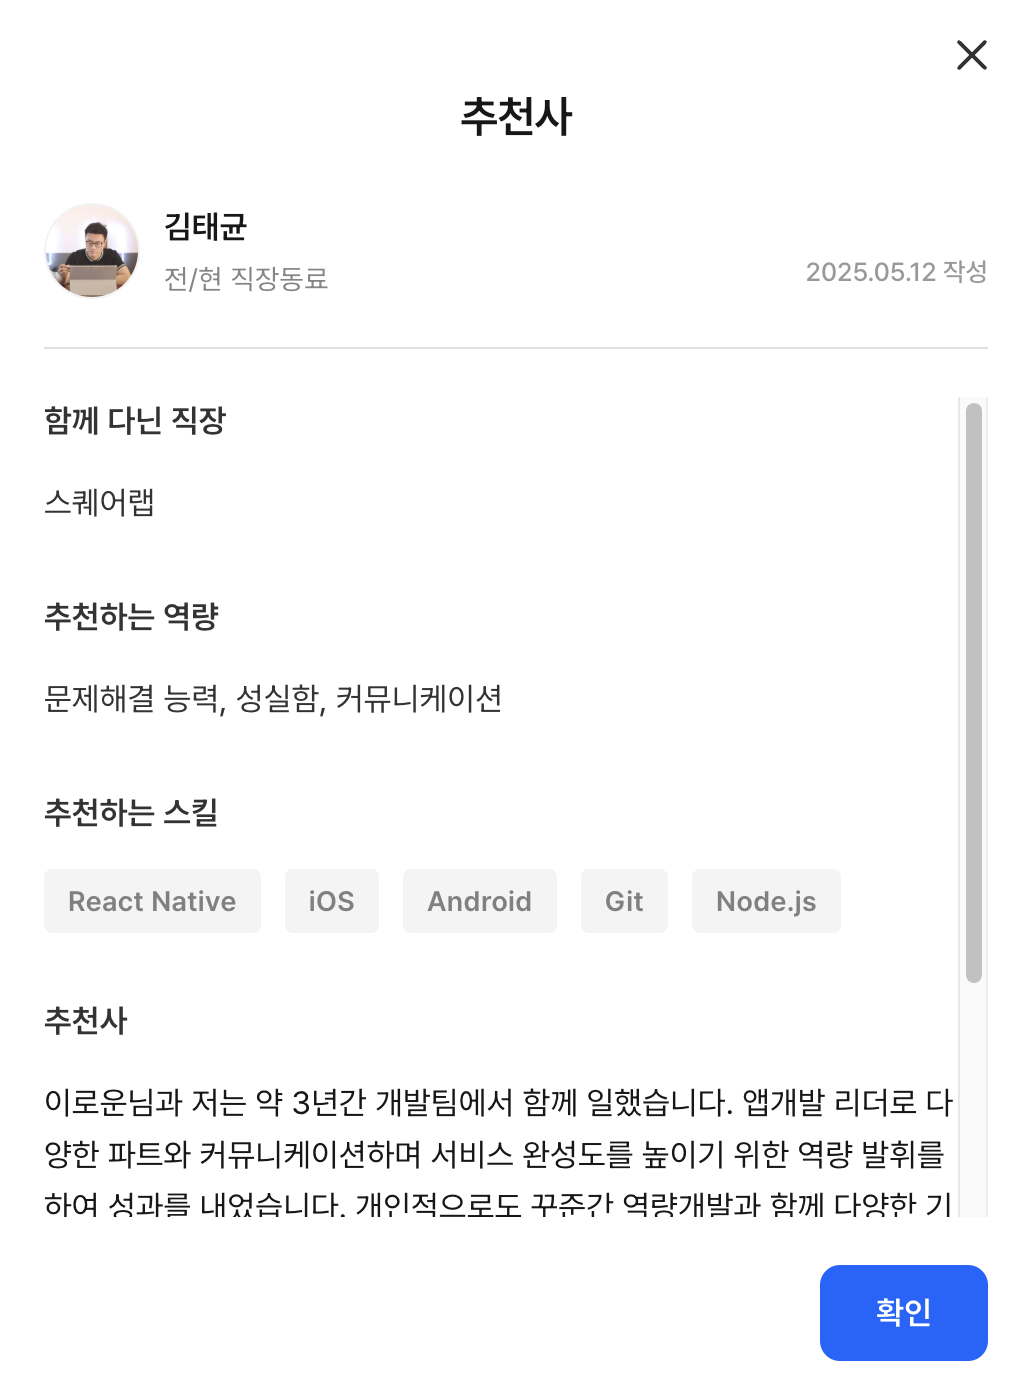 추천사
김태균
전/현 직장동료
2025.05.12 작성
함께 다닌 직장
스퀘어랩
추천하는 역량
문제해결 능력, 성실함, 커뮤니케이션
추천하는 스킬
React Native
iOS
Android
Git
Node.js
추천사
이로운님과 저는 약 3년간 개발팀에서 함께 일했습니다. 앱개발 리더로 다
양한 파트와 커뮤니케이션하며 서비스 완성도를 높이기 위한 역량 발휘를
하여 성과를 내었습니다. 개인적으로도 꾸준간 역량개발과 함께 다양한 기
확인